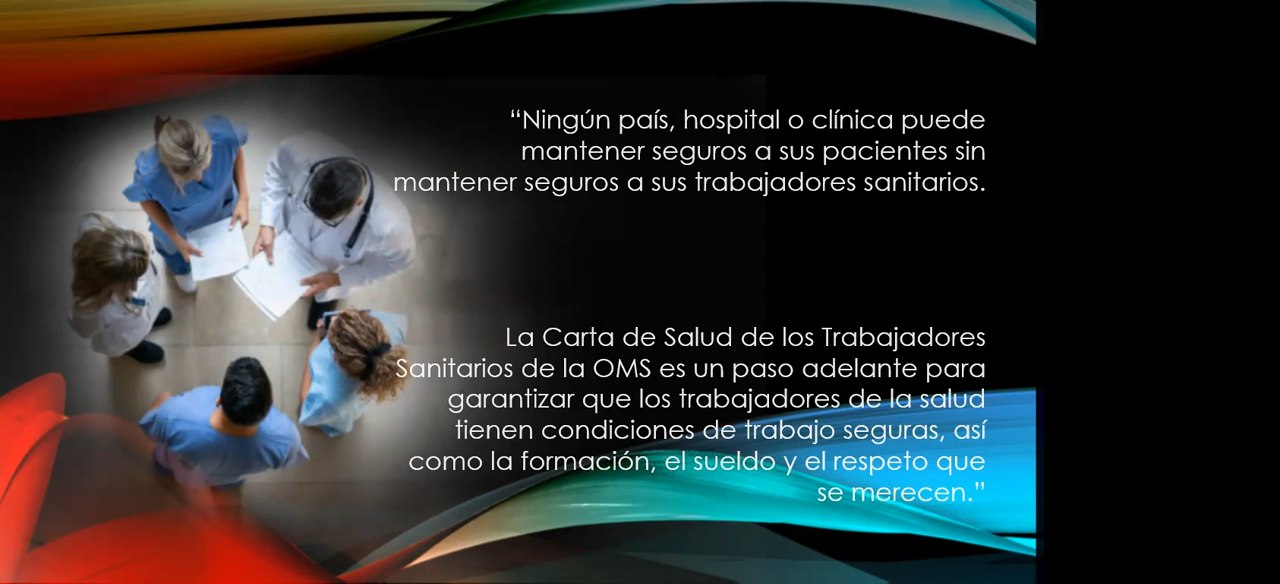 “Ningún país, hospital o clínica puede
mantener seguros a sus pacientes sin
mantener seguros a sus trabajadores sanitarios.
La Carta de Salud de los Trabajadores
Sanitarios de la OMS es un paso adelante para
garantizar que los trabajadores de la salud
tienen condiciones de trabajo seguras, así
como la formación, el sueldo y el respeto que
se merecen.”